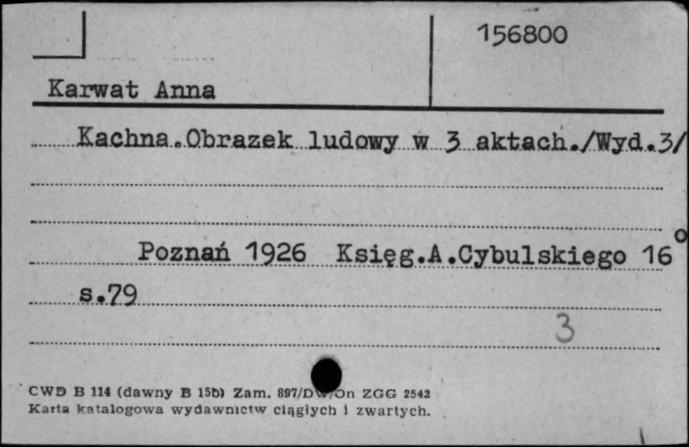 156800
Karwat Anna
Kachna.Obrazek ludowy w 3 aktach./Wyd.3/
Poznań 1926 Księg.A.Cybulskiego 16°
s.79
3
CWD B 114 (dawny B 15b) Zam. 897/DW/On ZGG 2542
Karta katalogowa wydawnictw ciągłych i zwartych.